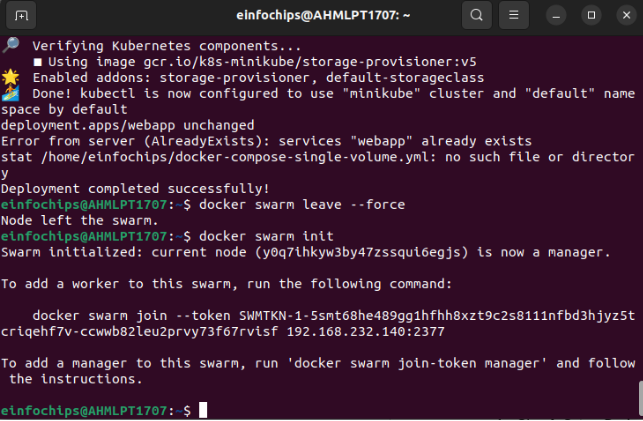 einfochips@AHMLPT1707: ~
Verifying Kubernetes components...
Using image gcr.io/k8s-minikube/storage-provisioner:v5
Enabled addons: storage-provisioner, default-storageclass
Done! kubectl is now configured to use "minikube" cluster and "default" name
space by default
deployment.apps/webapp unchanged
Error from server (AlreadyExists): services "webapp" already exists
stat /home/einfochips/docker-compose-single-volume.yml: no such file or director
y
Deployment completed successfully!
einfochips@AHMLPT1707:~$ docker swarm leave --force
Node left the swarm.
einfochips@AHMLPT1707:~$ docker swarm init
Swarm initialized: current node (y0q7ihkyw3by47zssqui6egjs) is now a manager.
To add a worker to this swarm, run the following command:
docker swarm join --token SWMTKN-1-5smt68he489gg1hfhh8xzt9c2s8111nfbd3hjyz5t
criqehf7v-ccwwb82leu2prvy73f67rvisf 192.168.232.140:2377
To add a manager to this swarm, run 'docker swarm join-token manager' and follow
the instructions.
einfochips@AHMLPT1707:~$